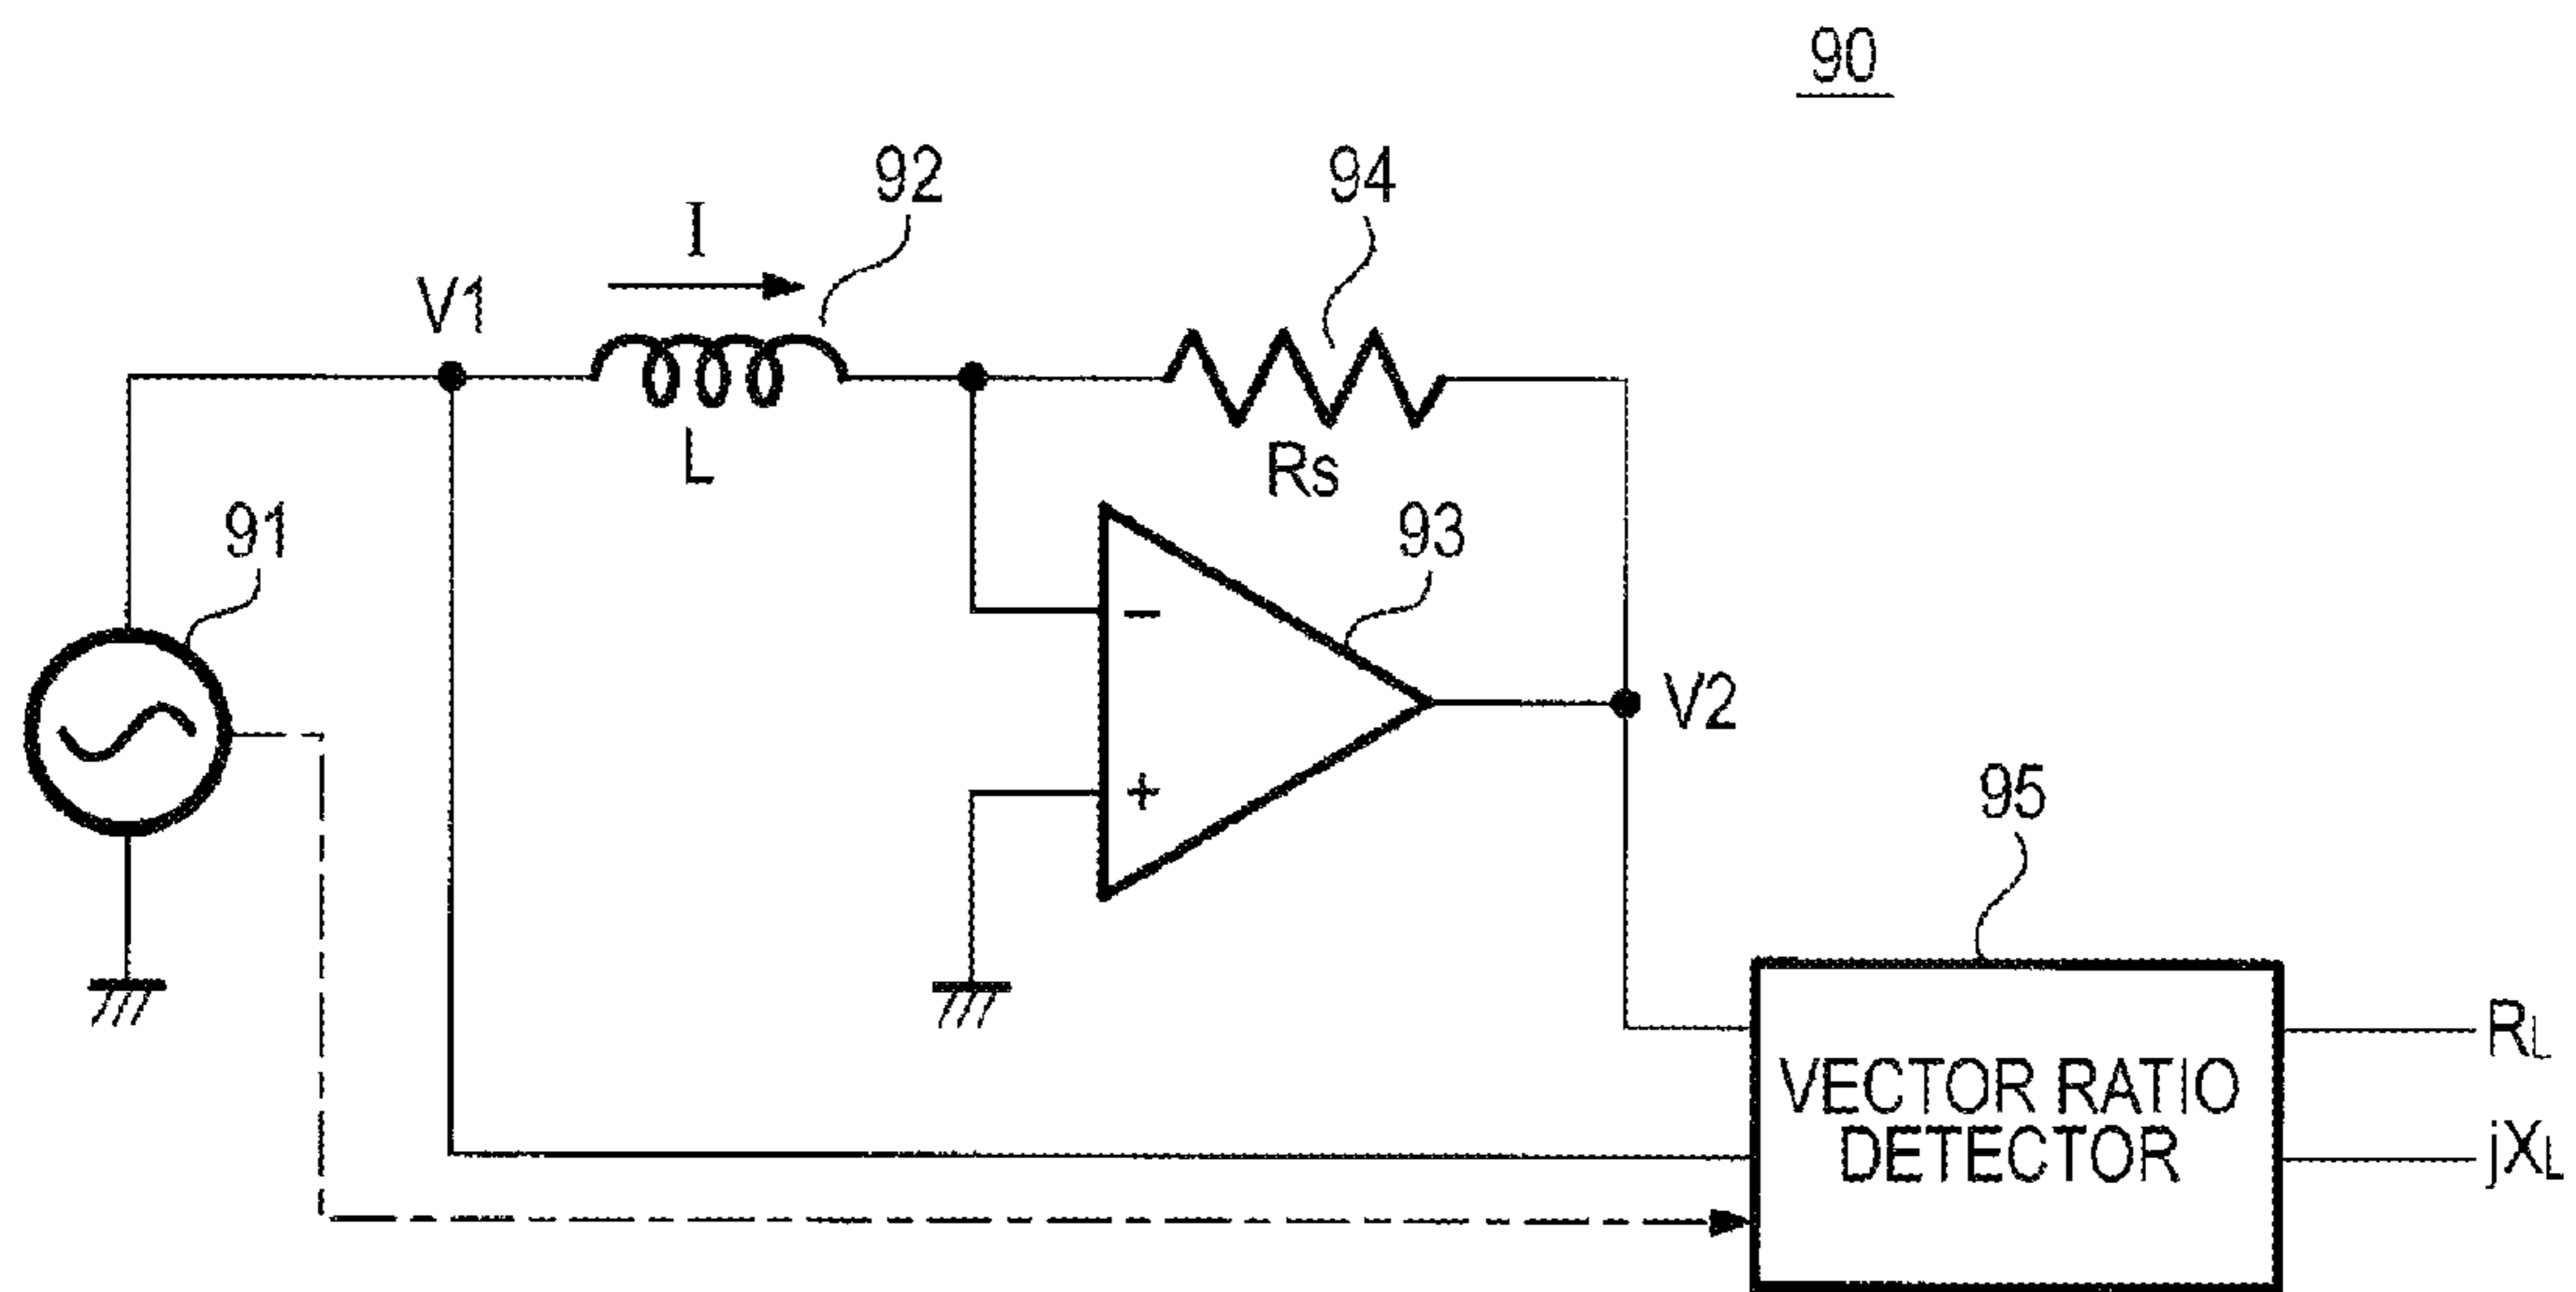 90
92
94
I
V1
L
Rs
91
93
−
+
V2
95
VECTOR RATIO
DETECTOR
RL
jXL